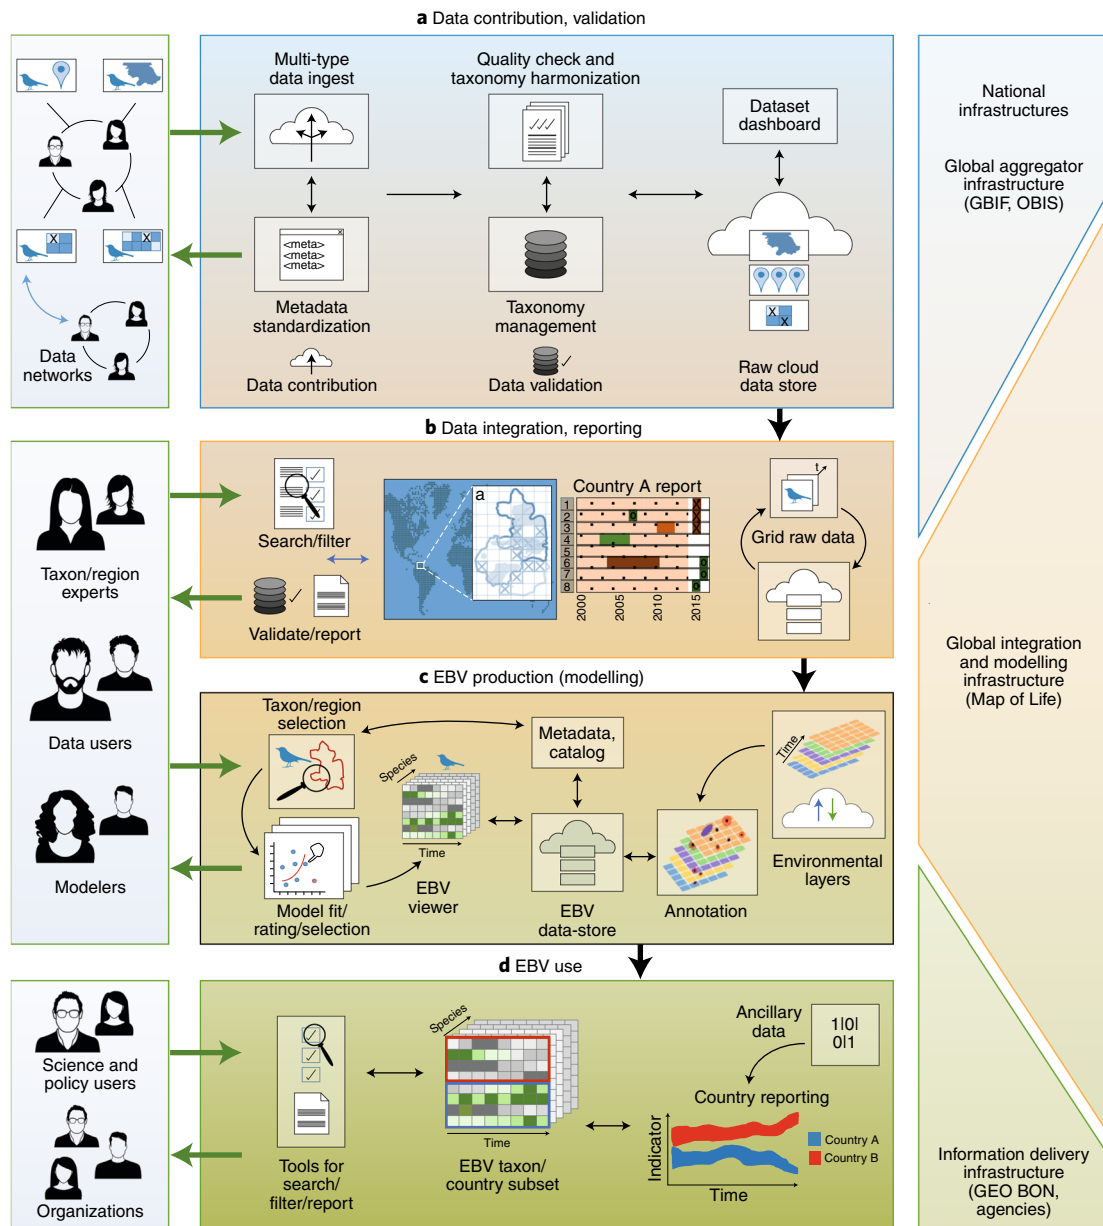 a Data contribution, validation
Multi-type
data ingest
Quality check and
taxonomy harmonization
Dataset
dashboard
<meta>
<meta>
<meta>
x
Metadata
standardization
Taxonomy
management
Data contribution
Data validation
Raw cloud
data store
X
X
X
X
Data
networks
National
infrastructures
Global aggregator
infrastructure
(GBIF, OBIS)
b Data integration, reporting
Search/filter
Validate/report
a
Country A report
1
2
3
4
5
6
7
8
2000
2005
2010
2015
t
Grid raw data
Taxon/region
experts
Data users
Modelers
Global integration
and modelling
infrastructure
(Map of Life)
c EBV production (modelling)
Taxon/region
selection
Metadata,
catalog
Species
Time
Time
Model fit/
rating/selection
EBV
viewer
EBV
data-store
Annotation
Environmental
layers
d EBV use
Science and
policy users
Organizations
Tools for
search/
filter/report
Species
Time
EBV taxon/
country subset
Ancillary
data
1|0|
0|1
Country reporting
Indicator
Country A
Country B
Time
Information delivery
infrastructure
(GEO BON,
agencies)